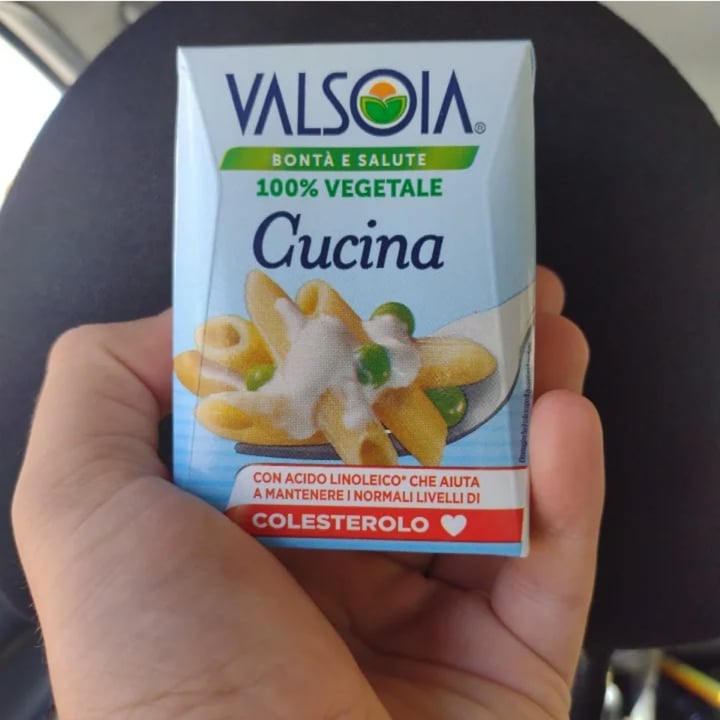 VALSOIA®
BONTÀ E SALUTE
100% VEGETALE
Cucina
CON ACIDO LINOLEICO* CHE AIUTA
A MANTENERE I NORMALI LIVELLI DI
COLESTEROLO